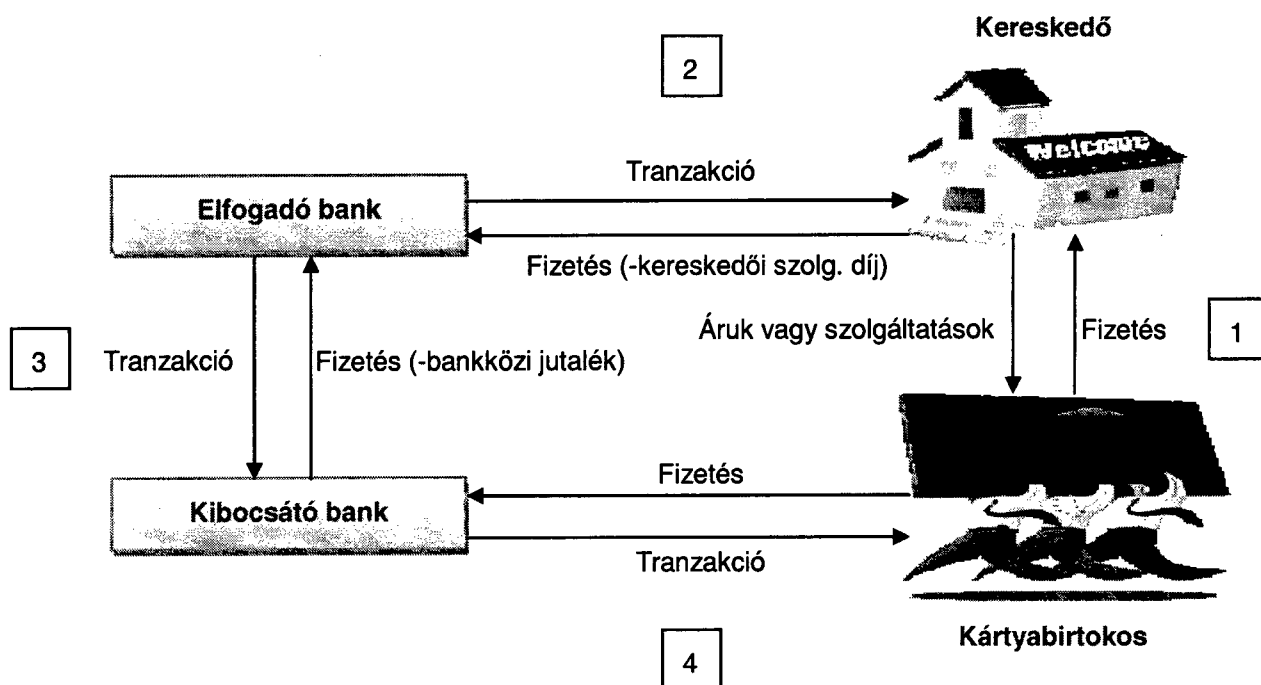 Kereskedő
2
Welcome
Tranzakció
Elfogadó bank
Fizetés (-kereskedői szolg. díj)
Áruk vagy szolgáltatások
Fizetés
1
3
Tranzakció
Fizetés (-bankközi jutalék)
Fizetés
Kibocsátó bank
Tranzakció
Kártyabirtokos
4